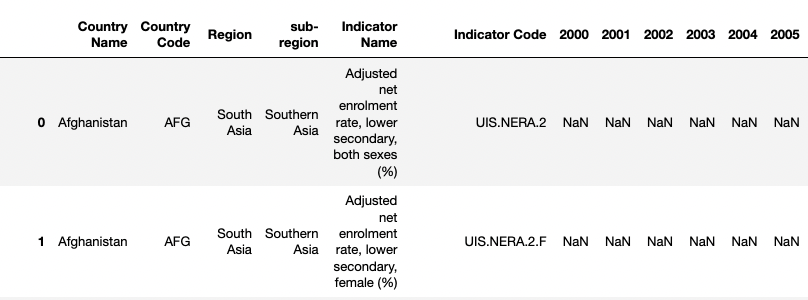 Country Name Country Code Region sub-region Indicator Name Indicator Code 2000 2001 2002 2003 2004 2005
0 Afghanistan AFG South Asia Southern Asia Adjusted net enrolment rate, lower secondary, both sexes (%) UIS.NERA.2 NaN NaN NaN NaN NaN NaN
1 Afghanistan AFG South Asia Southern Asia Adjusted net enrolment rate, lower secondary, female (%) UIS.NERA.2.F NaN NaN NaN NaN NaN NaN